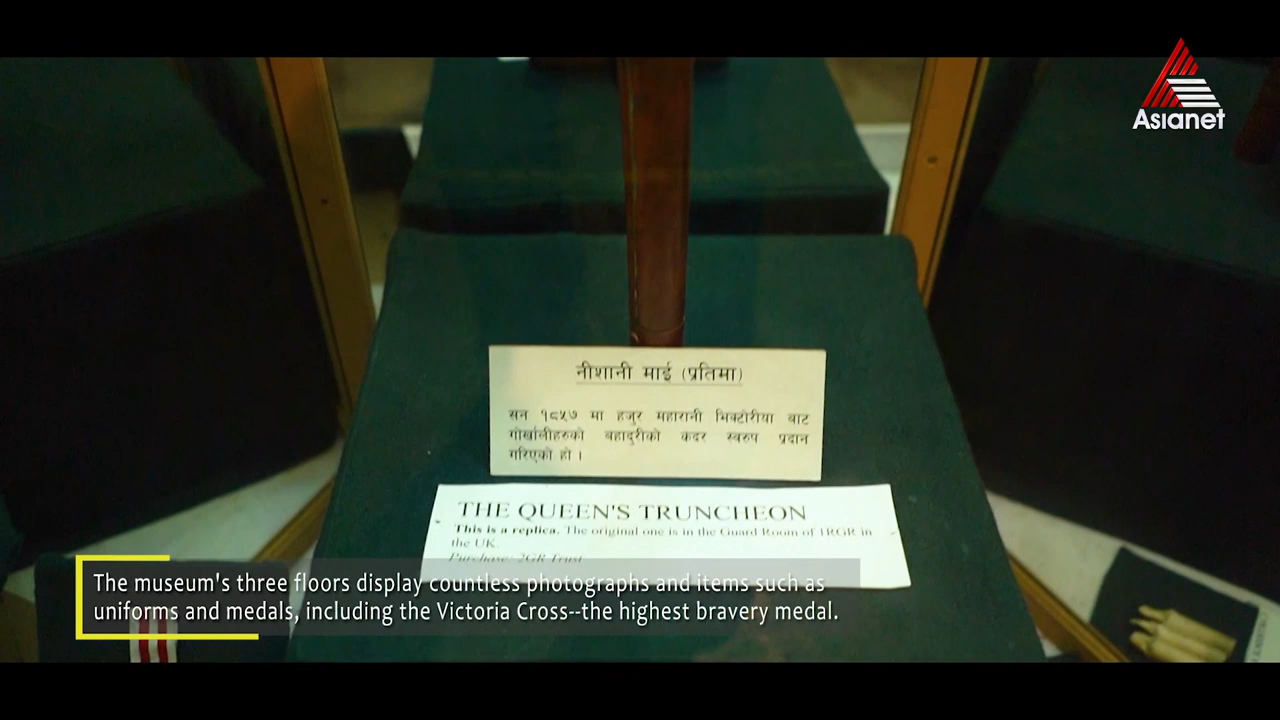 Asianet
नीशानी माई (प्रतिमा)
सन १८५७ मा हजुर महारानी भिक्टोरीया बाट
गोर्खालीहरुको बहादुरीको कदर स्वरुप प्रदान
गरिएको हो ।
THE QUEEN'S TRUNCHEON
This is a replica. The original one is in the Guard Room of 1RGR in
the UK.
Purchase: 2GR Trust
The museum's three floors display countless photographs and items such as
uniforms and medals, including the Victoria Cross--the highest bravery medal.